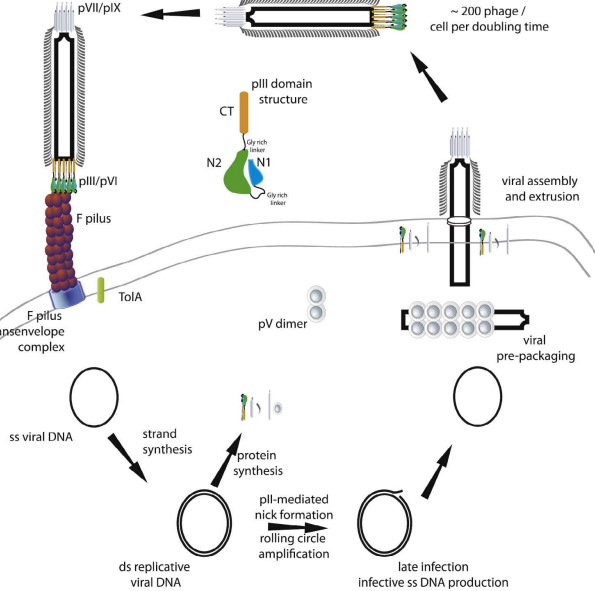 pVII/pIX
~ 200 phage /
cell per doubling time
pIII domain
structure
CT
Gly rich
linker
N2
N1
Gly rich
linker
pIII/pVI
F pilus
viral assembly
and extrusion
TolA
F pilus
ansenvelope
complex
pV dimer
viral
pre-packaging
ss viral DNA
strand
synthesis
protein
synthesis
pII-mediated
nick formation
rolling circle
amplification
ds replicative
viral DNA
late infection
infective ss DNA production